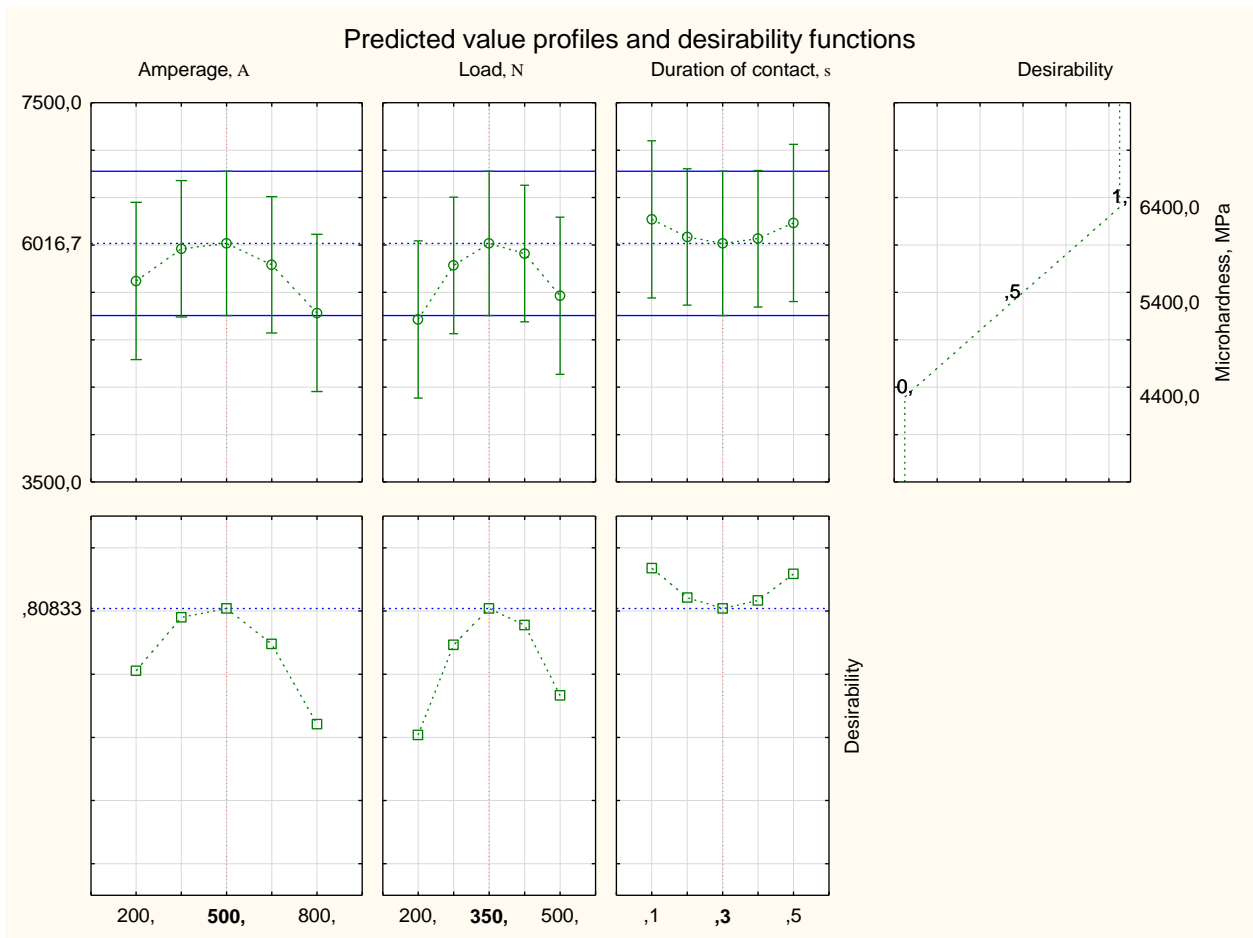 Predicted value profiles and desirability functions
Amperage, A
Load, N
Duration of contact, s
Desirability
7500,0
6016,7
3500,0
1,
,5
0,
6400,0
5400,0
4400,0
Microhardness, MPa
,80833
Desirability
200, 500, 800,
200, 350, 500,
,1 ,3 ,5